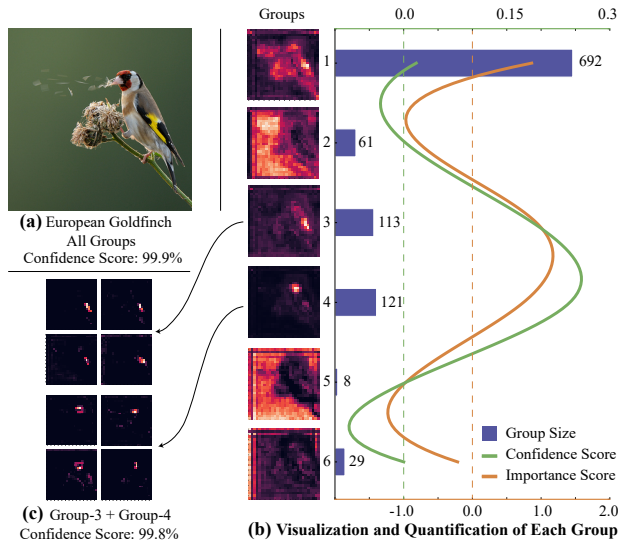 Groups
0.0 0.15 0.3
1 692
2 61
3 113
4 121
5 8
6 29
Group Size
Confidence Score
Importance Score
-1.0 0.0 1.0 2.0
(a) European Goldfinch
All Groups
Confidence Score: 99.9%
(c) Group-3 + Group-4
Confidence Score: 99.8%
(b) Visualization and Quantification of Each Group